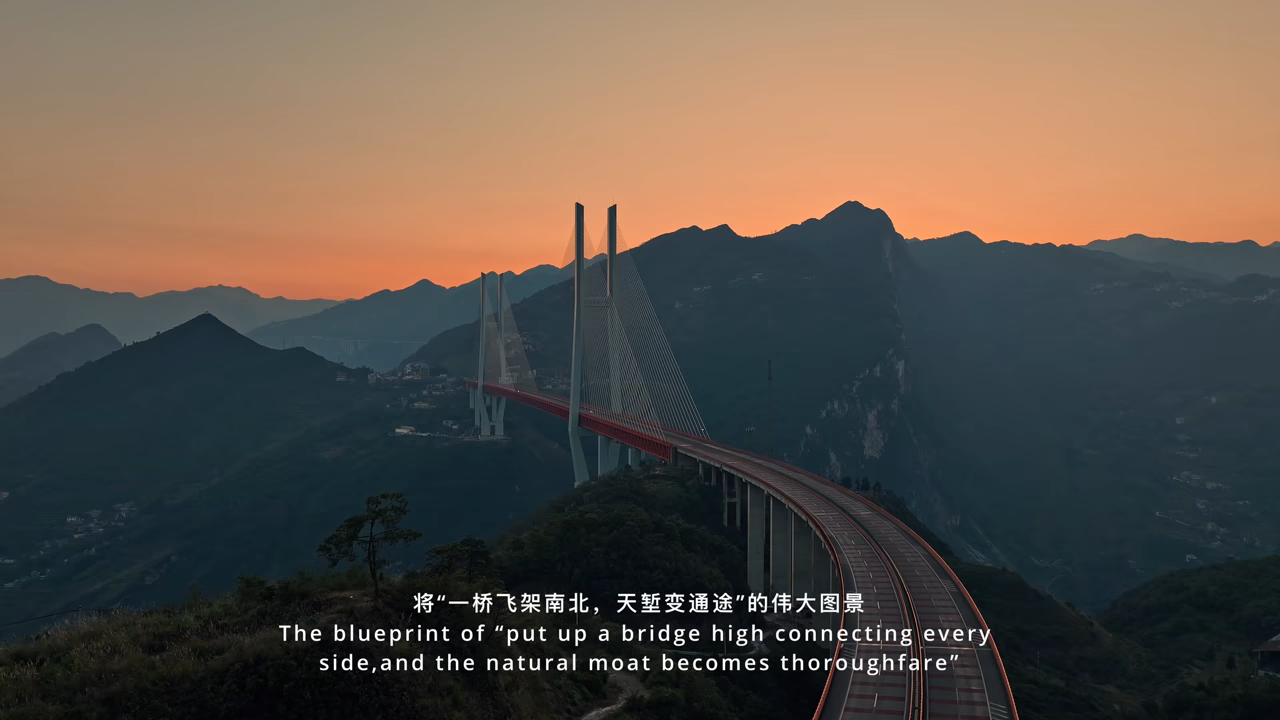 将“一桥飞架南北，天堑变通途”的伟大图景
The blueprint of “put up a bridge high connecting every
side,and the natural moat becomes thoroughfare”